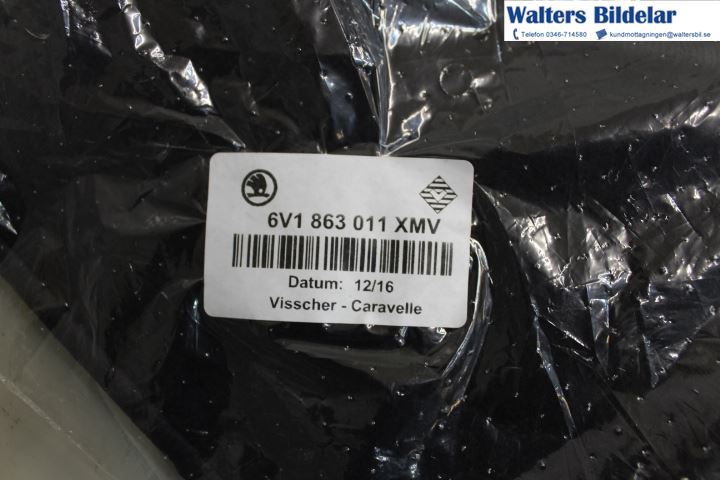 Walters Bildelar
Telefon 0346-714580 kundmottagningen@waltersbil.se
6V1 863 011 XMV
Datum: 12/16
Visscher - Caravelle